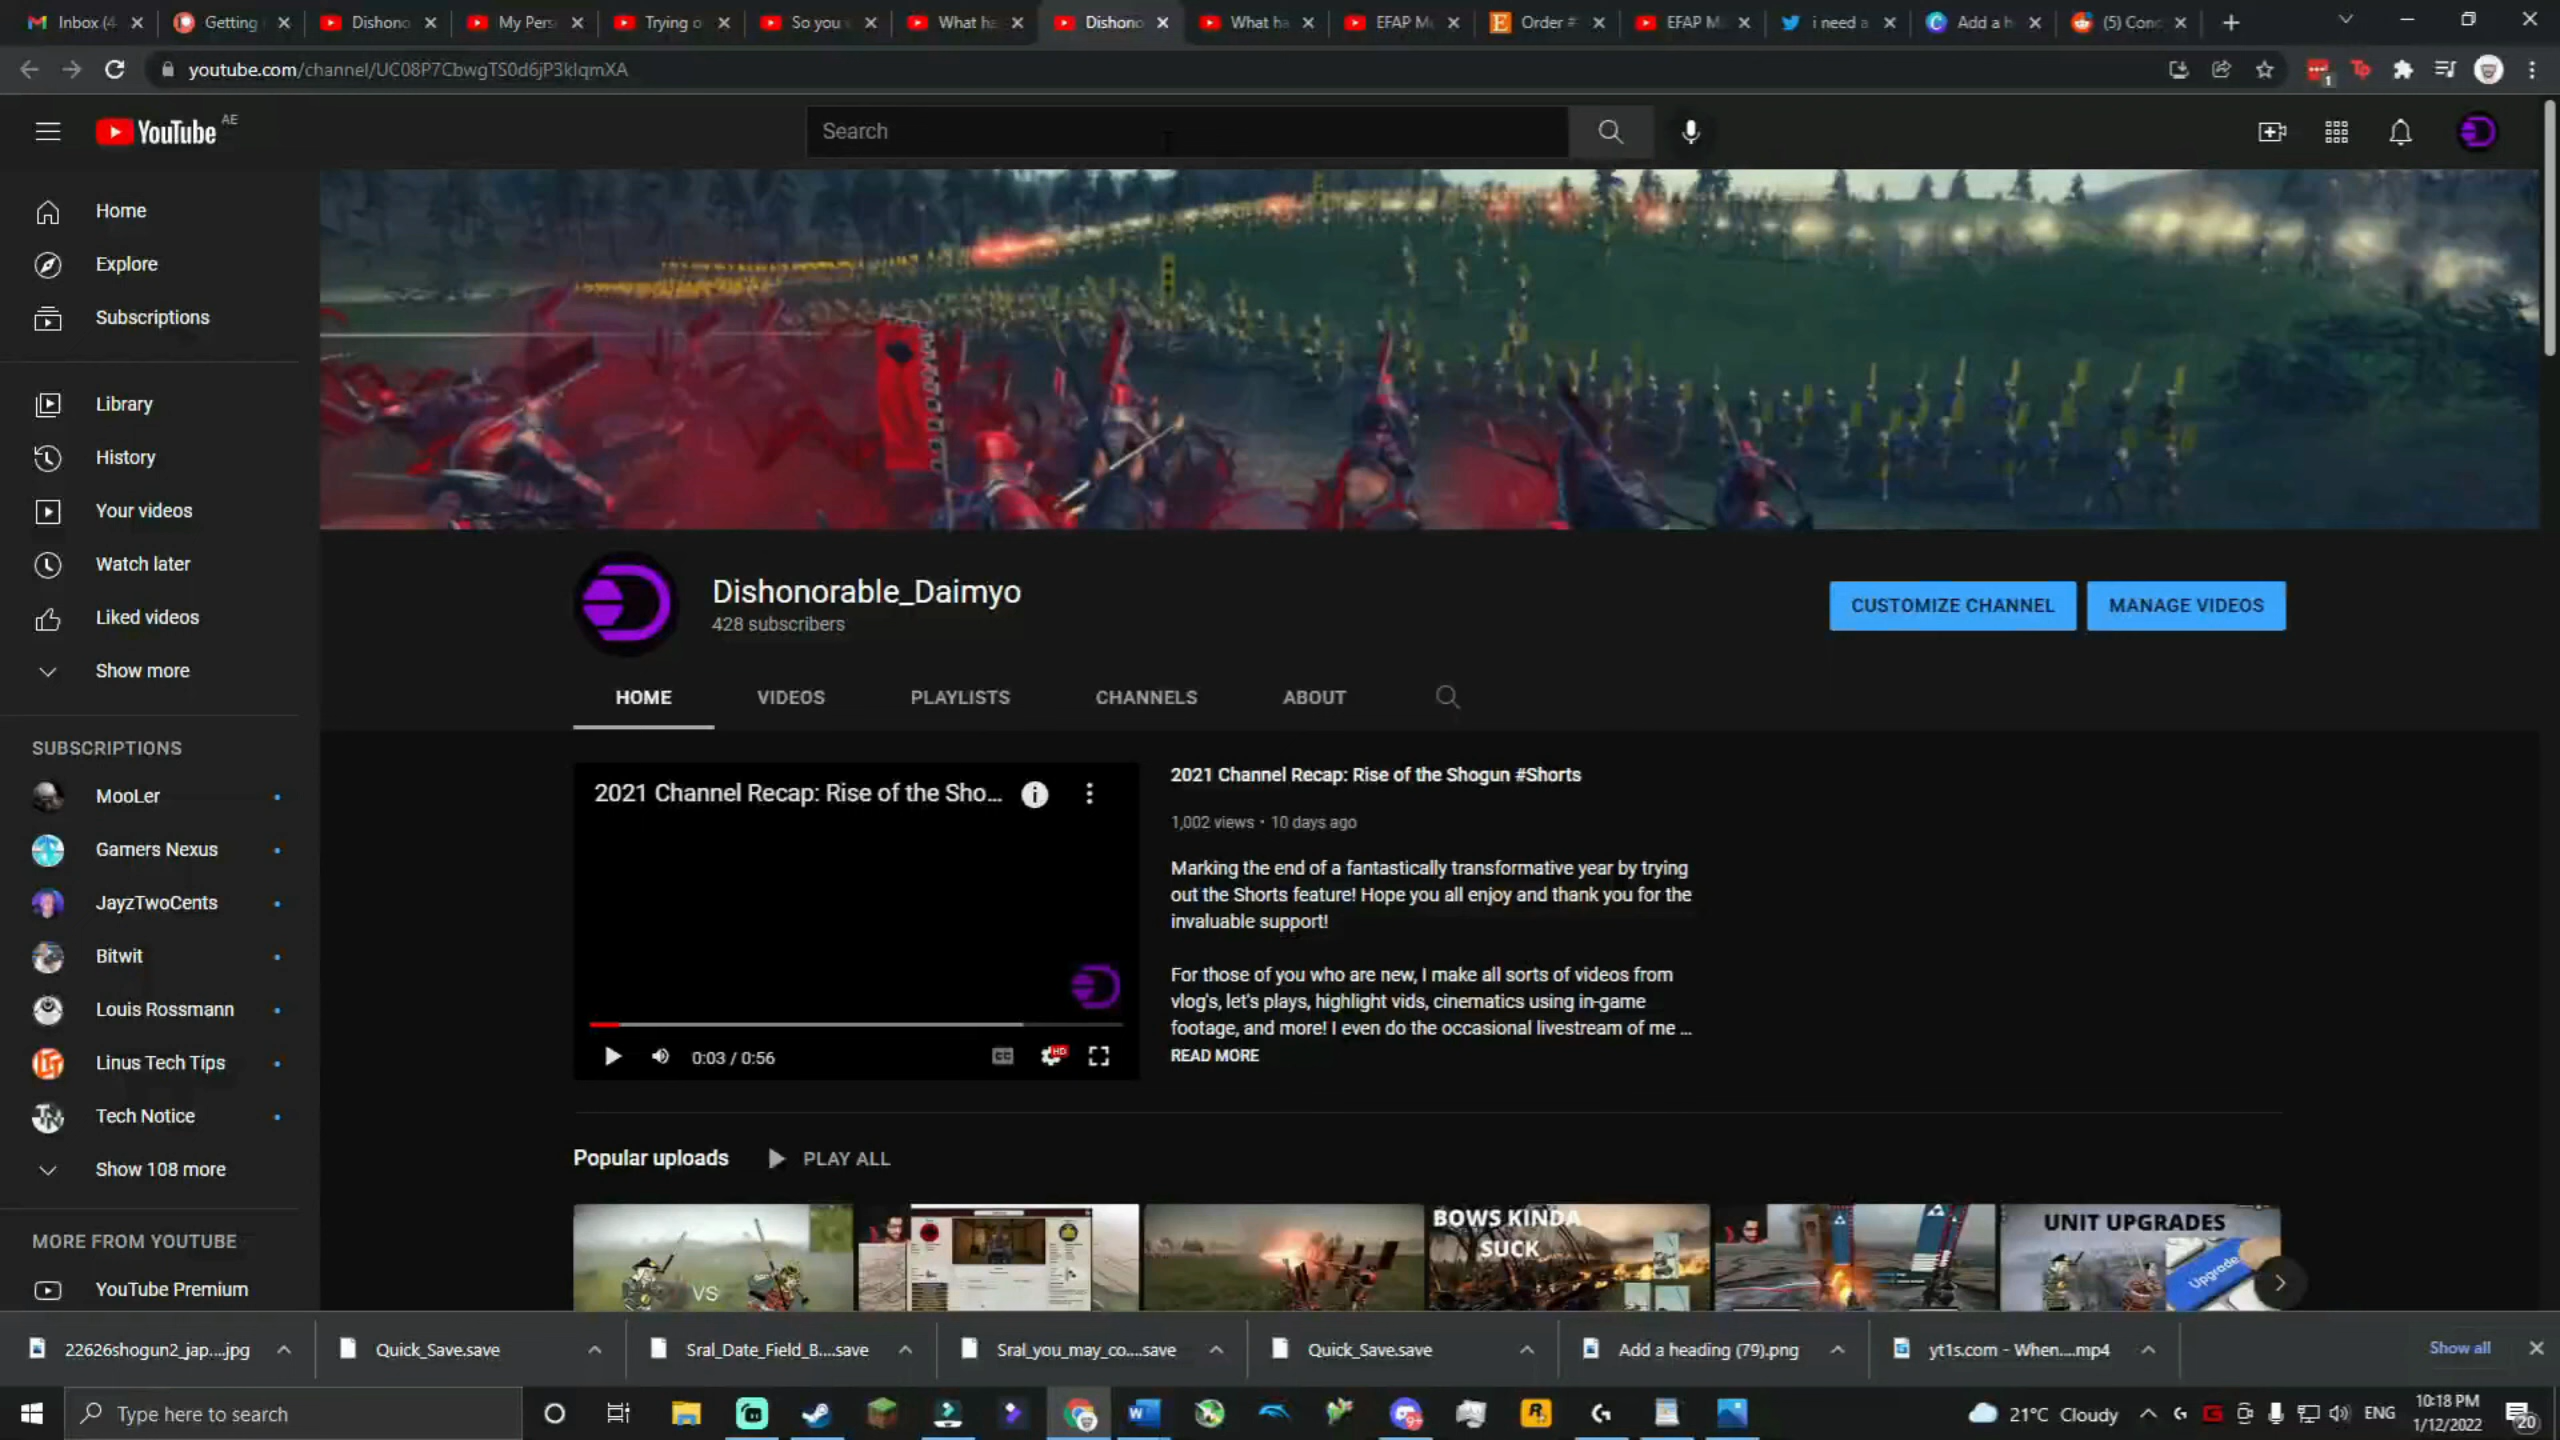 Inbox (4
Getting
Dishono
My Pers
Trying o
So you
What ha
Dishono
What ha
EFAP M
Order #
EFAP M
i need a
Add a h
(5) Conc
youtube.com/channel/UC08P7CbwgTS0d6jP3klqmXA
1
YouTube AE
Search
Home
Explore
Subscriptions
Library
History
Your videos
Watch later
Liked videos
Show more
SUBSCRIPTIONS
MooLer
Gamers Nexus
JayzTwoCents
Bitwit
Louis Rossmann
Linus Tech Tips
Tech Notice
Show 108 more
MORE FROM YOUTUBE
YouTube Premium
Dishonorable_Daimyo
428 subscribers
CUSTOMIZE CHANNEL
MANAGE VIDEOS
HOME
VIDEOS
PLAYLISTS
CHANNELS
ABOUT
2021 Channel Recap: Rise of the Sho...
0:03 / 0:56
CC
HD
2021 Channel Recap: Rise of the Shogun #Shorts
1,002 views • 10 days ago
Marking the end of a fantastically transformative year by trying
out the Shorts feature! Hope you all enjoy and thank you for the
invaluable support!
For those of you who are new, I make all sorts of videos from
vlog's, let's plays, highlight vids, cinematics using in-game
footage, and more! I even do the occasional livestream of me ...
READ MORE
Popular uploads
PLAY ALL
VS
BOWS KINDA
SUCK
UNIT UPGRADES
Upgrade
22626shogun2_jap....jpg
Quick_Save.save
Sral_Date_Field_B....save
Sral_you_may_co....save
Quick_Save.save
Add a heading (79).png
yt1s.com - When....mp4
Show all
Type here to search
21°C Cloudy
ENG
10:18 PM
1/12/2022
20